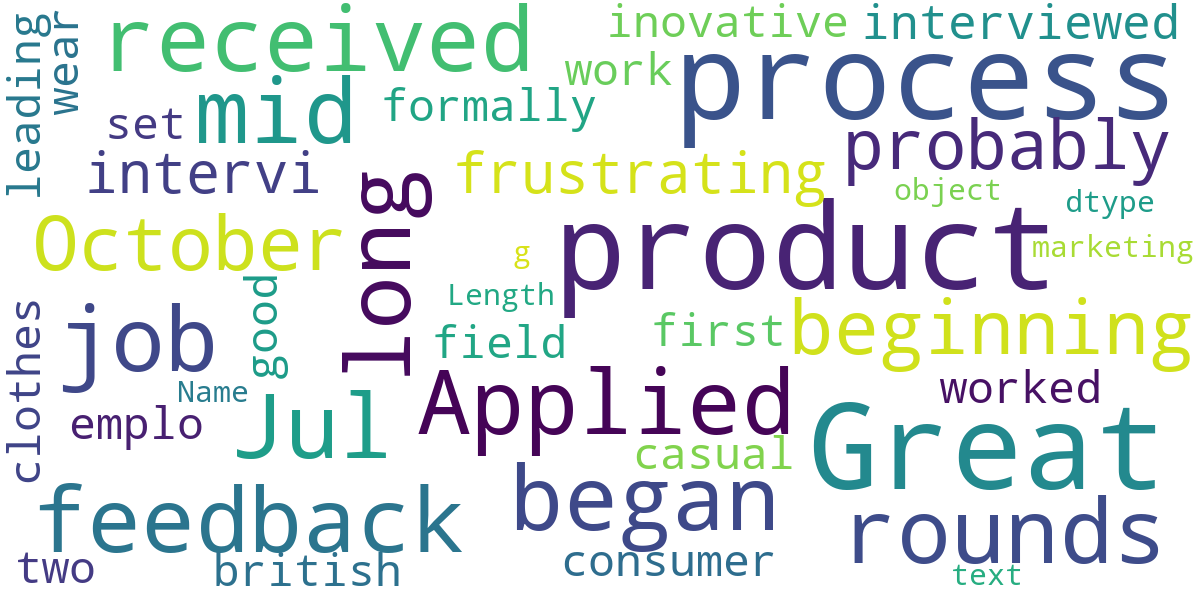 leading
wear
received
inovative
interviewed
work
process
set
mid
formally
probably
intervi
long
frustrating
object
dtype
October
g
product
marketing
clothes
job
good
Length
field
first
beginning
Name
emplo
Jul
Applied
worked
casual
Great
feedback
began
rounds
two
british
consumer
text